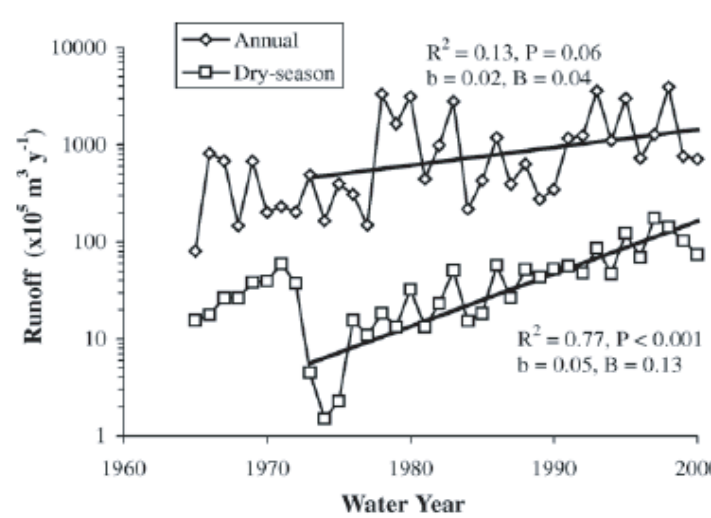 Annual
Dry-season
R² = 0.13, P = 0.06
b = 0.02, B = 0.04
10000
1000
100
10
1
Runoff (x10⁵ m³ y⁻¹)
R² = 0.77, P < 0.001
b = 0.05, B = 0.13
1960 1970 1980 1990 200
Water Year